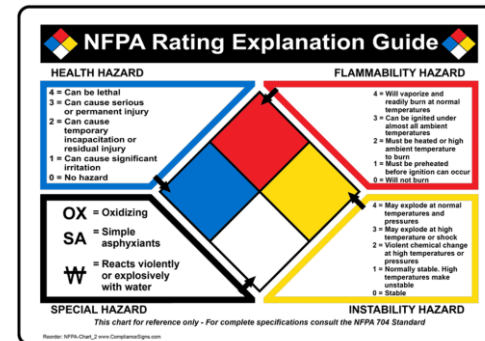 NFPA Rating Explanation Guide
HEALTH HAZARD
4 = Can be lethal
3 = Can cause serious
or permanent injury
2 = Can cause
temporary
incapacitation or
residual injury
1 = Can cause significant
irritation
0 = No hazard
FLAMMABILITY HAZARD
4 = Will vaporize and
readily burn at normal
temperatures
3 = Can be ignited under
almost all ambient
temperatures
2 = Must be heated or high
ambient temperature
to burn
1 = Must be preheated
before ignition can occur
0 = Will not burn
OX = Oxidizing
SA = Simple
asphyxiants
W = Reacts violently
or explosively
with water
SPECIAL HAZARD
4 = May explode at normal
temperatures and
pressures
3 = May explode at high
temperature or shock
2 = Violent chemical change
at high temperatures or
pressures
1 = Normally stable. High
temperatures make
unstable
0 = Stable
INSTABILITY HAZARD
This chart for reference only - For complete specifications consult the NFPA 704 Standard
Reorder: NFPA-Chart_2 www.ComplianceSigns.com